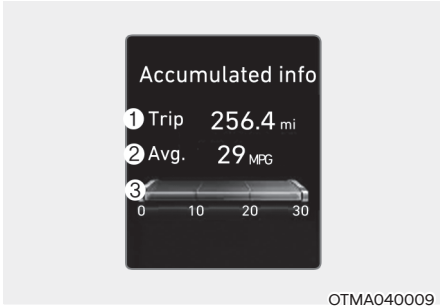 Accumulated info
1 Trip 256.4 mi
2 Avg. 29 MPG
3
0 10 20 30
OTMA040009